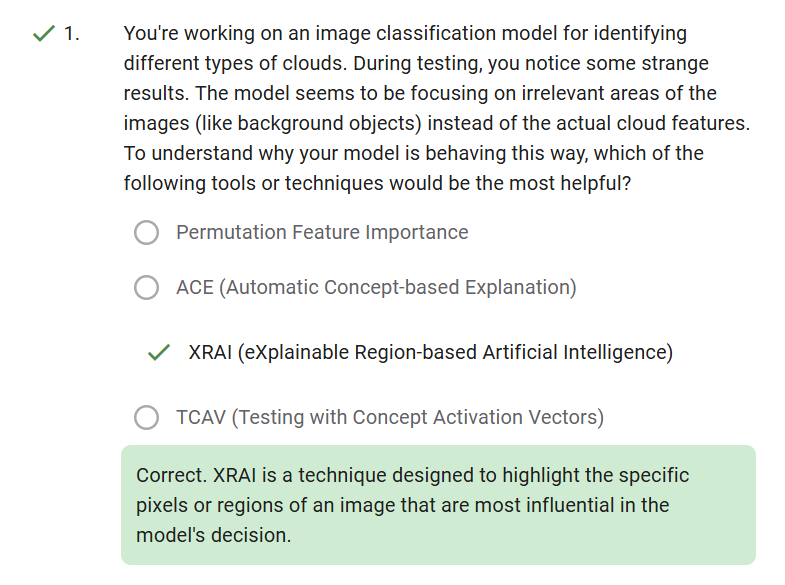 1. You're working on an image classification model for identifying
different types of clouds. During testing, you notice some strange
results. The model seems to be focusing on irrelevant areas of the
images (like background objects) instead of the actual cloud features.
To understand why your model is behaving this way, which of the
following tools or techniques would be the most helpful?
Permutation Feature Importance
ACE (Automatic Concept-based Explanation)
XRAI (eXplainable Region-based Artificial Intelligence)
TCAV (Testing with Concept Activation Vectors)
Correct. XRAI is a technique designed to highlight the specific
pixels or regions of an image that are most influential in the
model's decision.